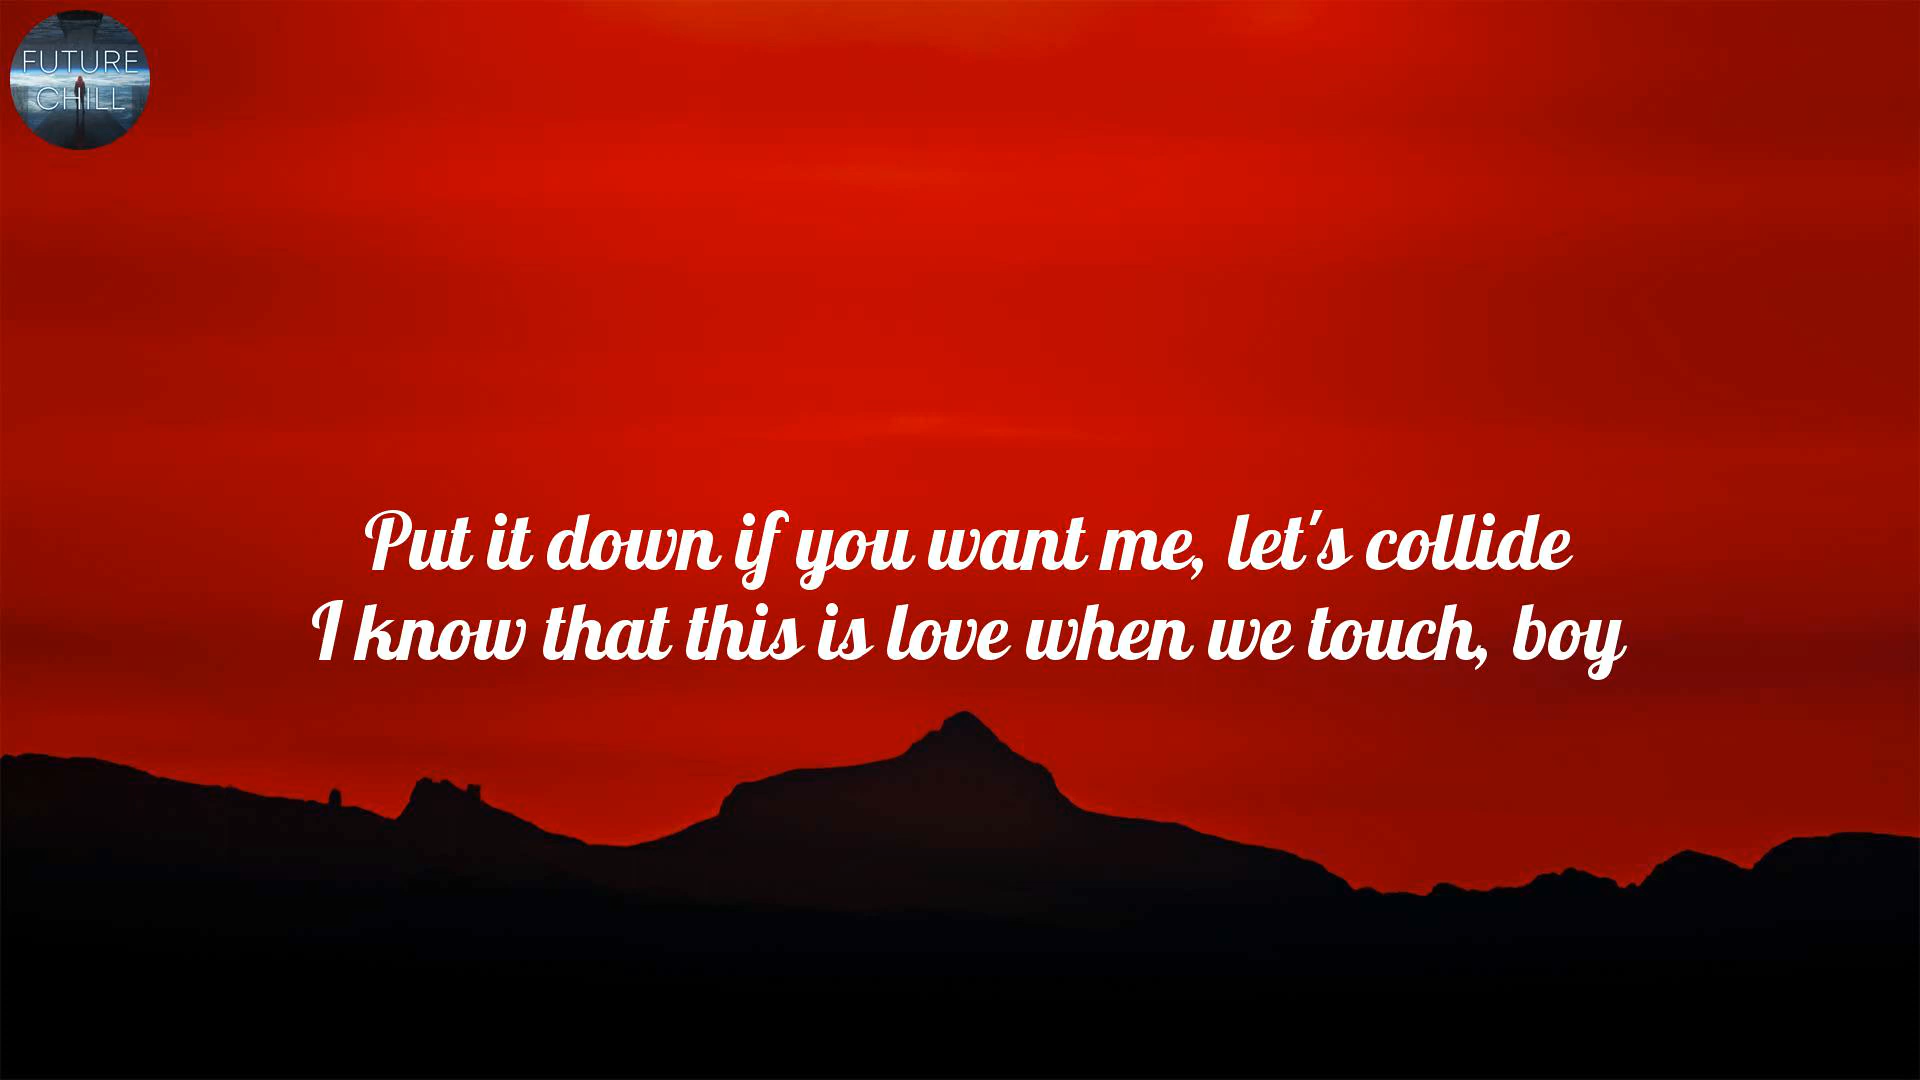 FUTURE
CHILL
Put it down if you want me, let's collide
I know that this is love when we touch, boy